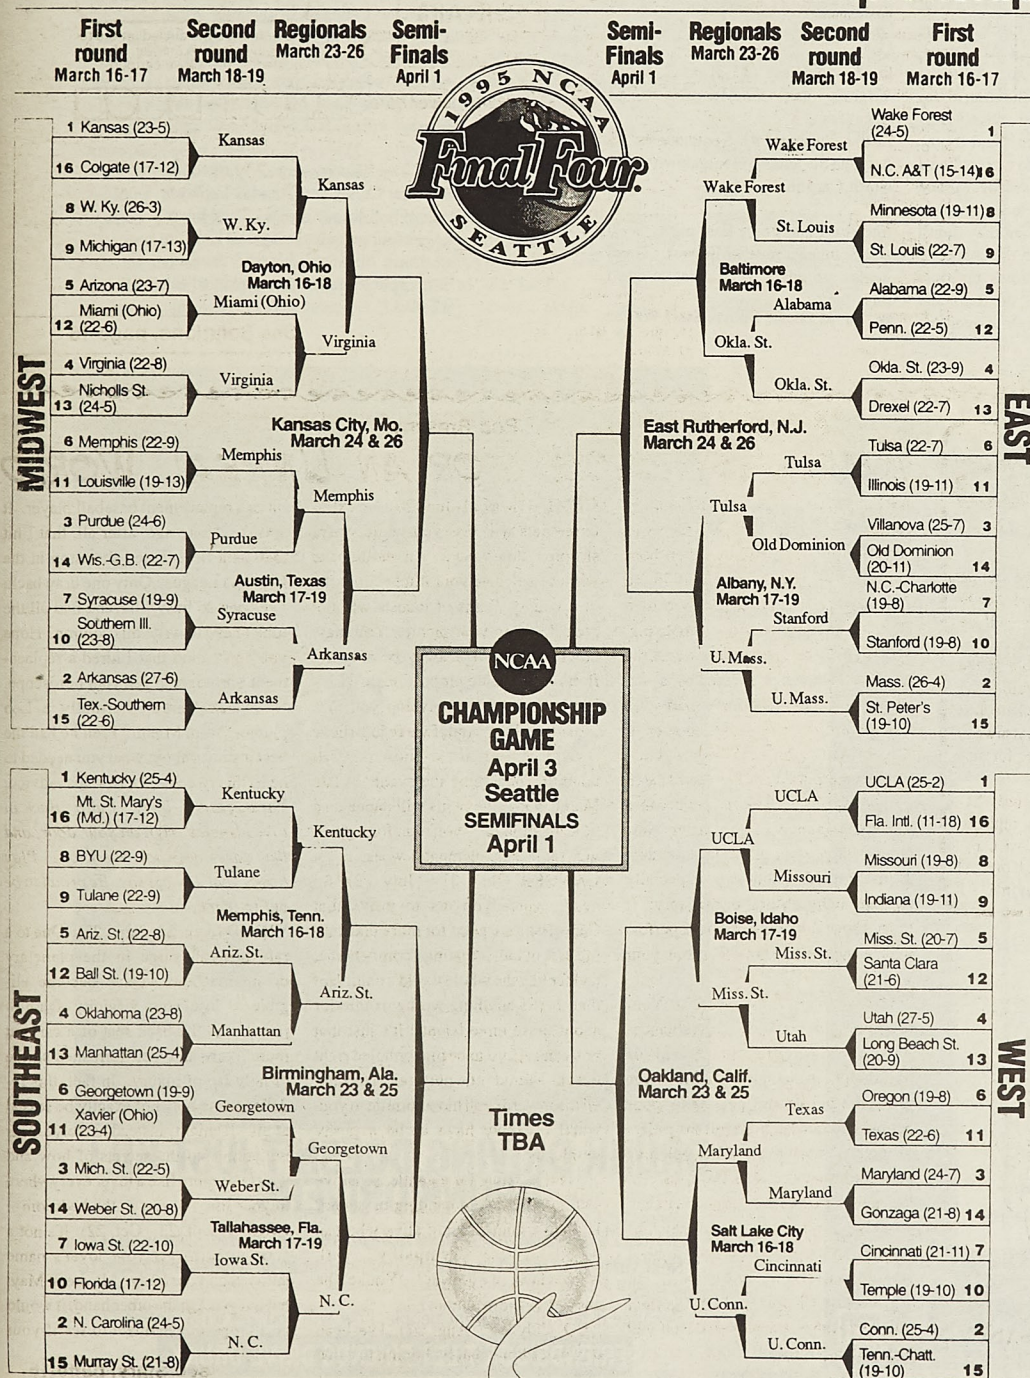 First
round
March 16-17
Second
round
March 18-19
Regionals
March 23-26
Semi-
Finals
April 1
Semi-
Finals
April 1
Regionals
March 23-26
Second
round
March 18-19
First
round
March 16-17
1995 NCAA
Final Four
SEATTLE
MIDWEST
1 Kansas (23-5)
16 Colgate (17-12)
8 W. Ky. (26-3)
9 Michigan (17-13)
5 Arizona (23-7)
Miami (Ohio)
12 (22-6)
4 Virginia (22-8)
Nicholls St.
13 (24-5)
6 Memphis (22-9)
11 Louisville (19-13)
3 Purdue (24-6)
14 Wis.-G.B. (22-7)
7 Syracuse (19-9)
Southern Ill.
10 (23-8)
2 Arkansas (27-6)
Tex.-Southern
15 (22-6)
Kansas
W. Ky.
Dayton, Ohio
March 16-18
Miami (Ohio)
Virginia
Kansas City, Mo.
March 24 & 26
Memphis
Purdue
Austin, Texas
March 17-19
Syracuse
Arkansas
Kansas
Virginia
Memphis
Arkansas
SOUTHEAST
1 Kentucky (25-4)
Mt. St. Mary's
16 (Md.) (17-12)
8 BYU (22-9)
9 Tulane (22-9)
5 Ariz. St. (22-8)
12 Ball St. (19-10)
4 Oklahoma (23-8)
13 Manhattan (25-4)
6 Georgetown (19-9)
Xavier (Ohio)
11 (23-4)
3 Mich. St. (22-5)
14 Weber St. (20-8)
7 Iowa St. (22-10)
10 Florida (17-12)
2 N. Carolina (24-5)
15 Murray St. (21-8)
Kentucky
Tulane
Memphis, Tenn.
March 16-18
Ariz. St.
Manhattan
Birmingham, Ala.
March 23 & 25
Georgetown
Weber St.
Tallahassee, Fla.
March 17-19
Iowa St.
N. C.
Kentucky
Ariz. St.
Georgetown
N. C.
NCAA
CHAMPIONSHIP
GAME
April 3
Seattle
SEMIFINALS
April 1
Times
TBA
EAST
Wake Forest
(24-5) 1
N.C. A&T (15-14) 16
Minnesota (19-11) 8
St. Louis (22-7) 9
Alabama (22-9) 5
Penn. (22-5) 12
Okla. St. (23-9) 4
Drexel (22-7) 13
Tulsa (22-7) 6
Illinois (19-11) 11
Villanova (25-7) 3
Old Dominion
(20-11) 14
N.C.-Charlotte
(19-8) 7
Stanford (19-8) 10
Mass. (26-4) 2
St. Peter's
(19-10) 15
Wake Forest
St. Louis
Baltimore
March 16-18
Alabama
Okla. St.
East Rutherford, N.J.
March 24 & 26
Tulsa
Old Dominion
Albany, N.Y.
March 17-19
Stanford
U. Mass.
Wake Forest
Okla. St.
Tulsa
U. Mass.
WEST
UCLA (25-2) 1
Fla. Intl. (11-18) 16
Missouri (19-8) 8
Indiana (19-11) 9
Miss. St. (20-7) 5
Santa Clara
(21-6) 12
Utah (27-5) 4
Long Beach St.
(20-9) 13
Oregon (19-8) 6
Texas (22-6) 11
Maryland (24-7) 3
Gonzaga (21-8) 14
Cincinnati (21-11) 7
Temple (19-10) 10
Conn. (25-4) 2
Tenn.-Chatt.
(19-10) 15
UCLA
Missouri
Boise, Idaho
March 17-19
Miss. St.
Utah
Oakland, Calif.
March 23 & 25
Texas
Maryland
Salt Lake City
March 16-18
Cincinnati
U. Conn.
UCLA
Miss. St.
Maryland
U. Conn.